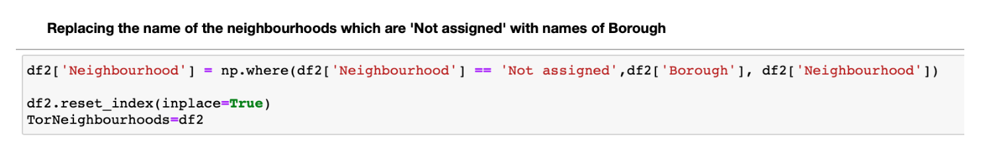 Replacing the name of the neighbourhoods which are 'Not assigned' with names of Borough
df2['Neighbourhood'] = np.where(df2['Neighbourhood'] == 'Not assigned',df2['Borough'], df2['Neighbourhood'])
df2.reset_index(inplace=True)
TorNeighbourhoods=df2